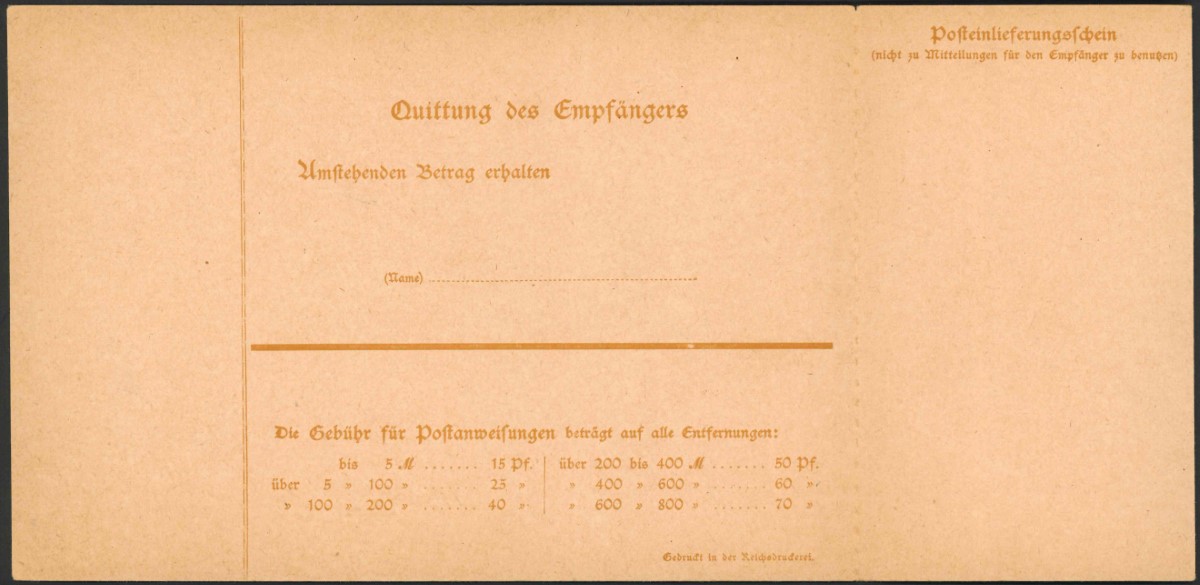 Posteinlieferungsschein
(nicht zu Mitteilungen für den Empfänger zu benutzen)
Quittung des Empfängers
Umstehenden Betrag erhalten
(Name)
Die Gebühr für Postanweisungen beträgt auf alle Entfernungen:
bis 5 ℳ ....... 15 Pf.
über 5 » 100 » ....... 25 »
» 100 » 200 » ....... 40 »
über 200 bis 400 ℳ ....... 50 Pf.
» 400 » 600 » ....... 60 »
» 600 » 800 » ....... 70 »
Gedruckt in der Reichsdruckerei.